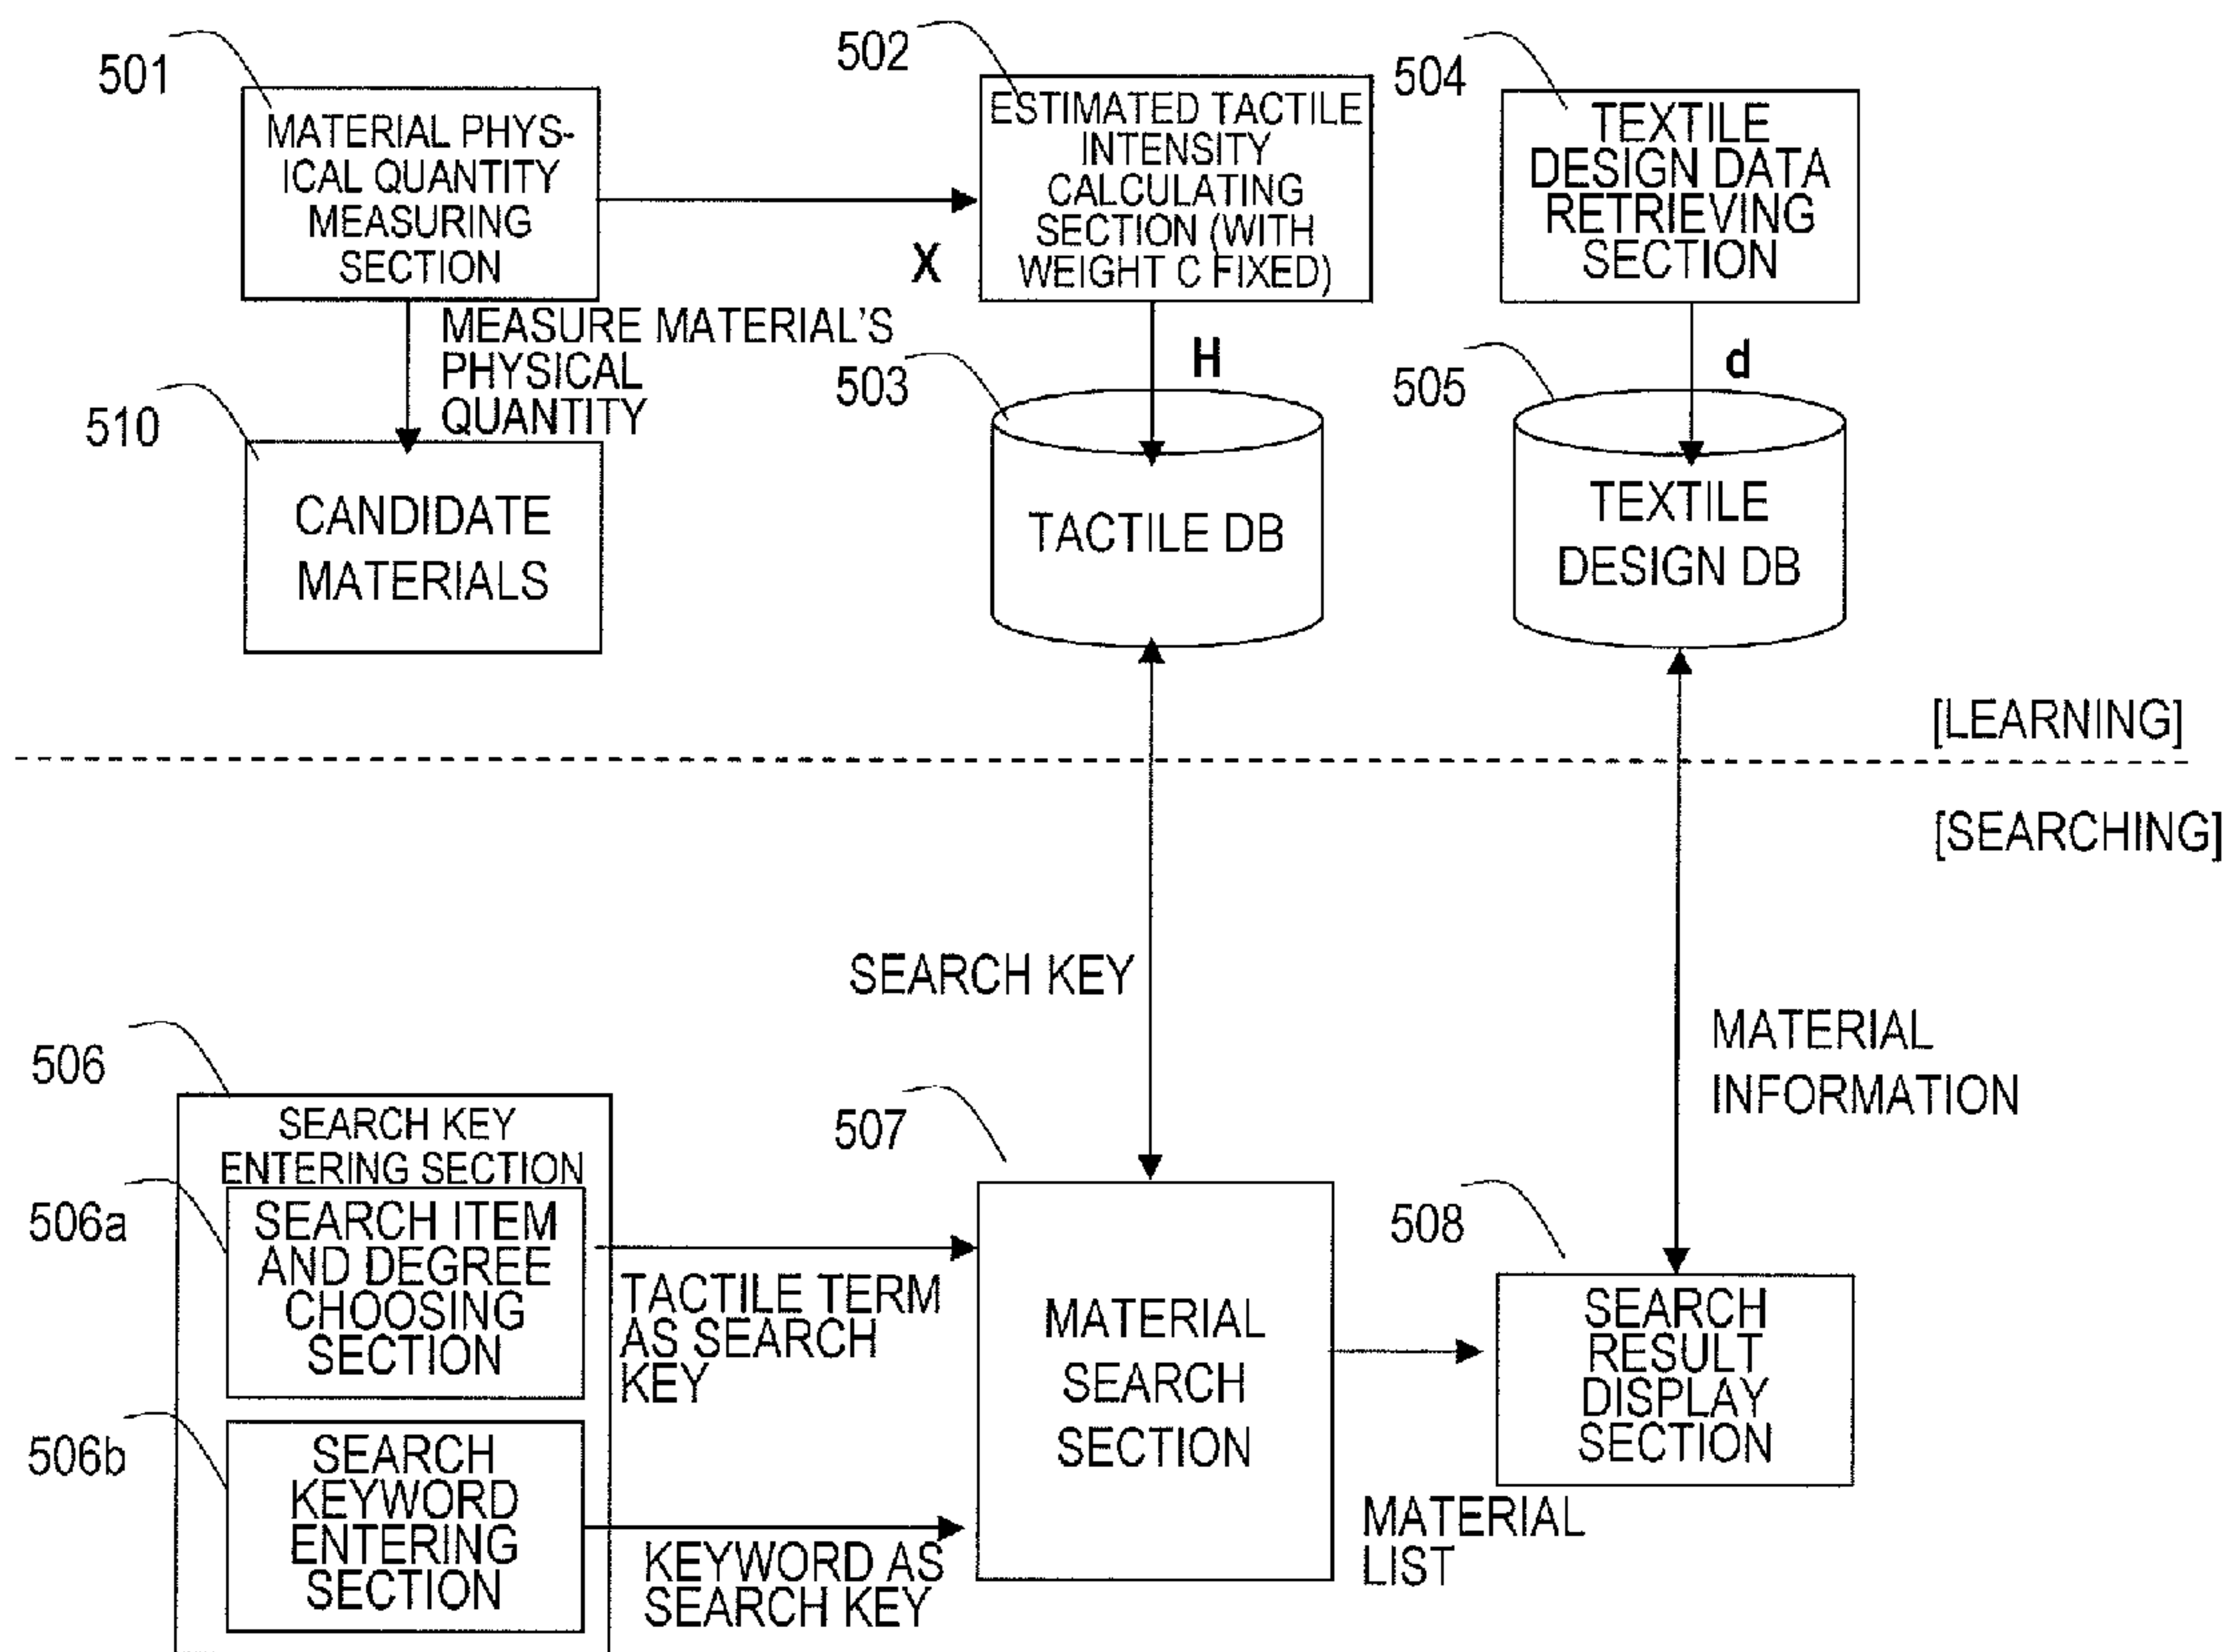 501
MATERIAL PHYS-
ICAL QUANTITY
MEASURING
SECTION
X
502
ESTIMATED TACTILE
INTENSITY
CALCULATING
SECTION (WITH
WEIGHT C FIXED)
504
TEXTILE
DESIGN DATA
RETRIEVING
SECTION
MEASURE MATERIAL'S
PHYSICAL
QUANTITY
H
d
510
CANDIDATE
MATERIALS
503
TACTILE DB
505
TEXTILE
DESIGN DB
[LEARNING]
[SEARCHING]
SEARCH KEY
MATERIAL
INFORMATION
506
SEARCH KEY
ENTERING SECTION
506a
SEARCH ITEM
AND DEGREE
CHOOSING
SECTION
TACTILE TERM
AS SEARCH
KEY
506b
SEARCH
KEYWORD
ENTERING
SECTION
KEYWORD AS
SEARCH KEY
507
MATERIAL
SEARCH
SECTION
MATERIAL
LIST
508
SEARCH
RESULT
DISPLAY
SECTION